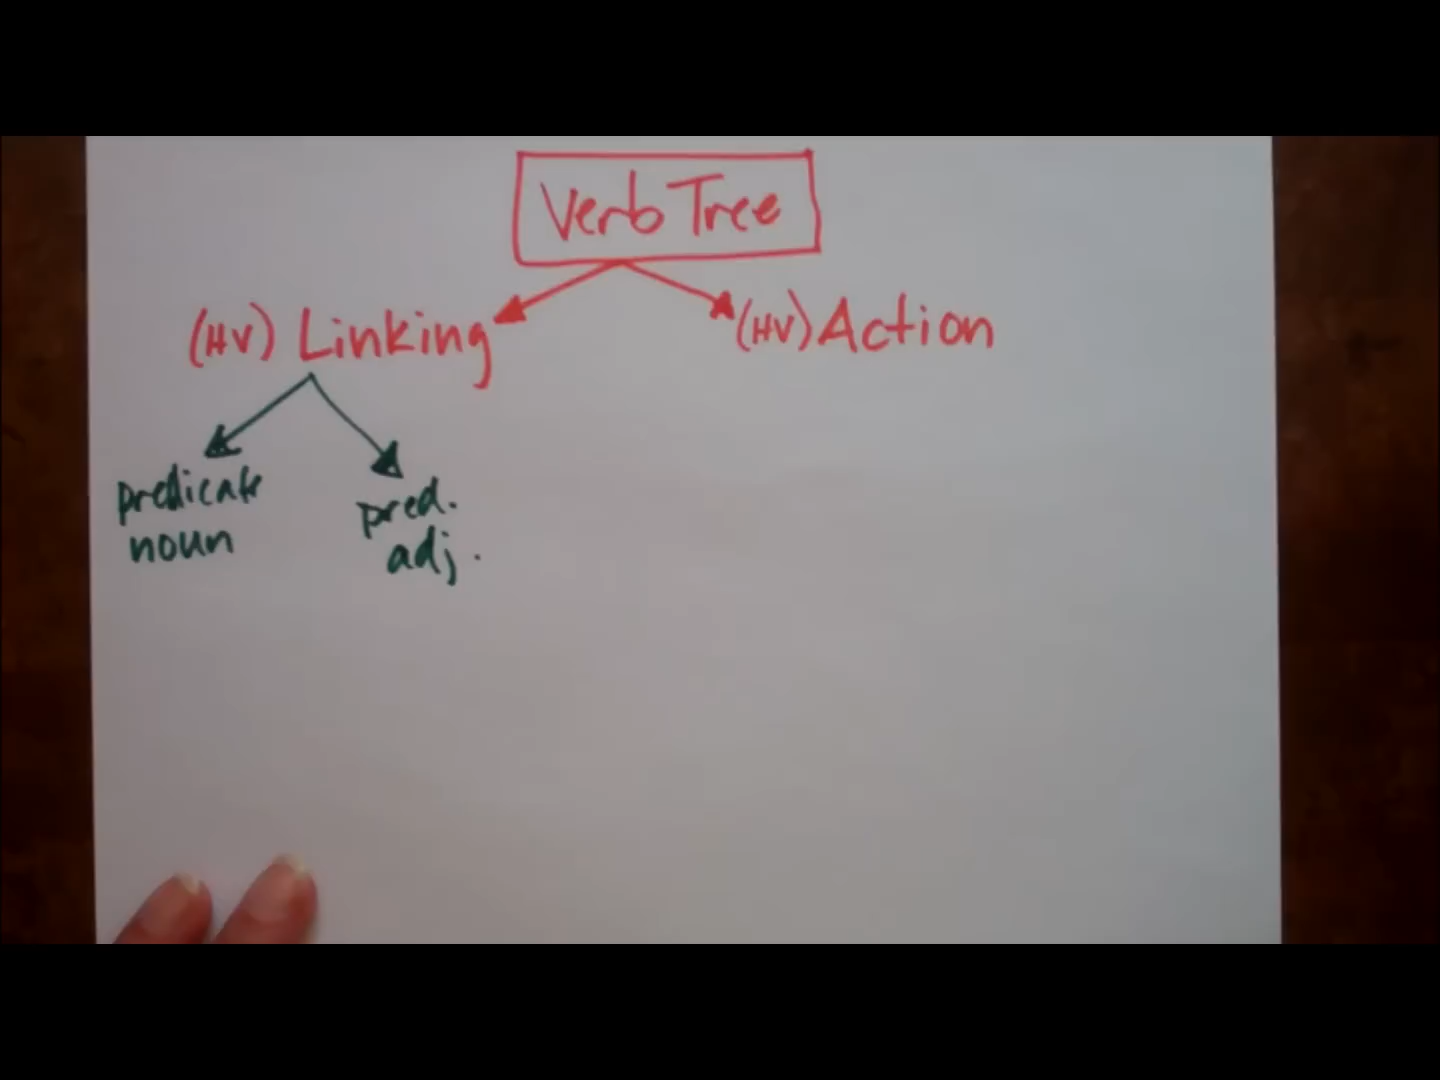 Verb Tree
(HV) Linking
(HV) Action
predicate
noun
pred.
adj.